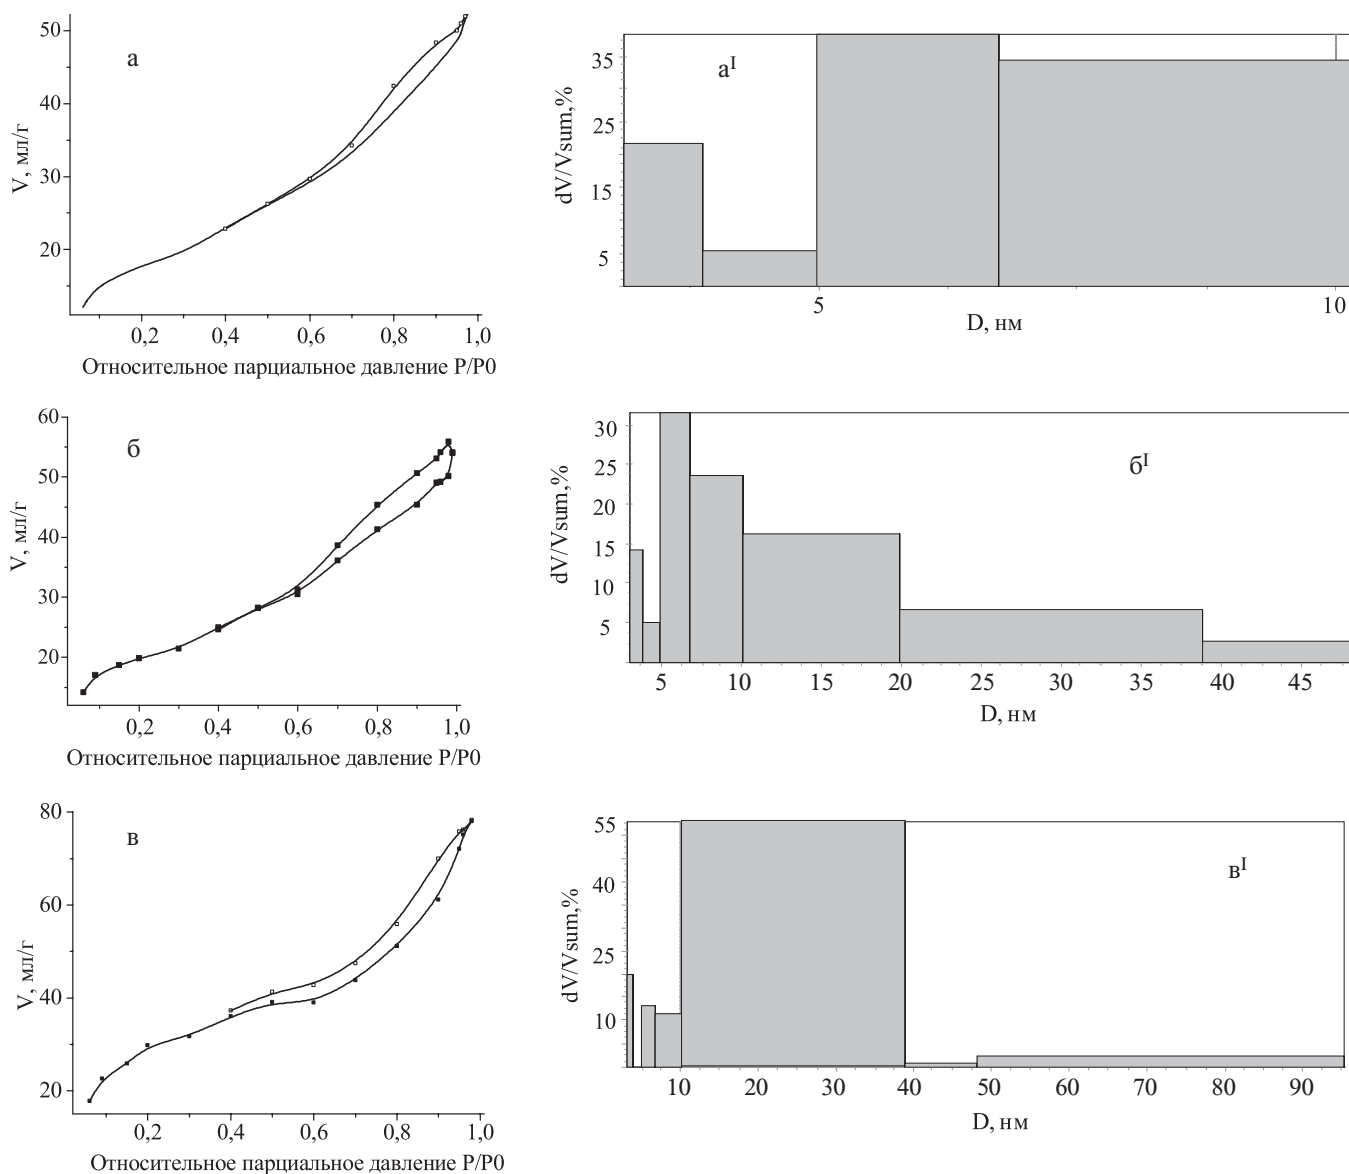 50
40
30
20
V, мл/г
а
0,2 0,4 0,6 0,8 1,0
Относительное парциальное давление P/P0
35
25
15
5
dV/Vsum,%
аI
5 10
D, нм
60
50
40
30
20
V, мл/г
б
0,2 0,4 0,6 0,8 1,0
Относительное парциальное давление P/P0
30
25
20
15
10
5
dV/Vsum,%
бI
5 10 15 20 25 30 35 40 45
D, нм
80
60
40
20
V, мл/г
в
0,2 0,4 0,6 0,8 1,0
Относительное парциальное давление P/P0
55
40
25
10
dV/Vsum,%
вI
10 20 30 40 50 60 70 80 90
D, нм